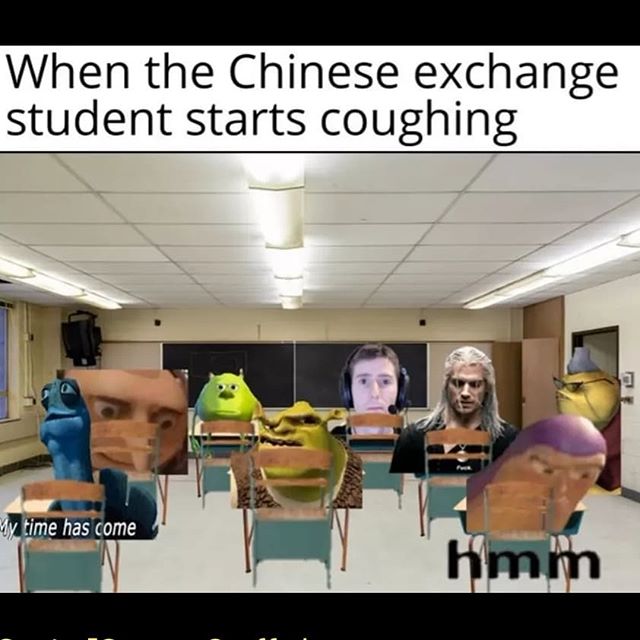 When the Chinese exchange
student starts coughing
My time has come
hmm